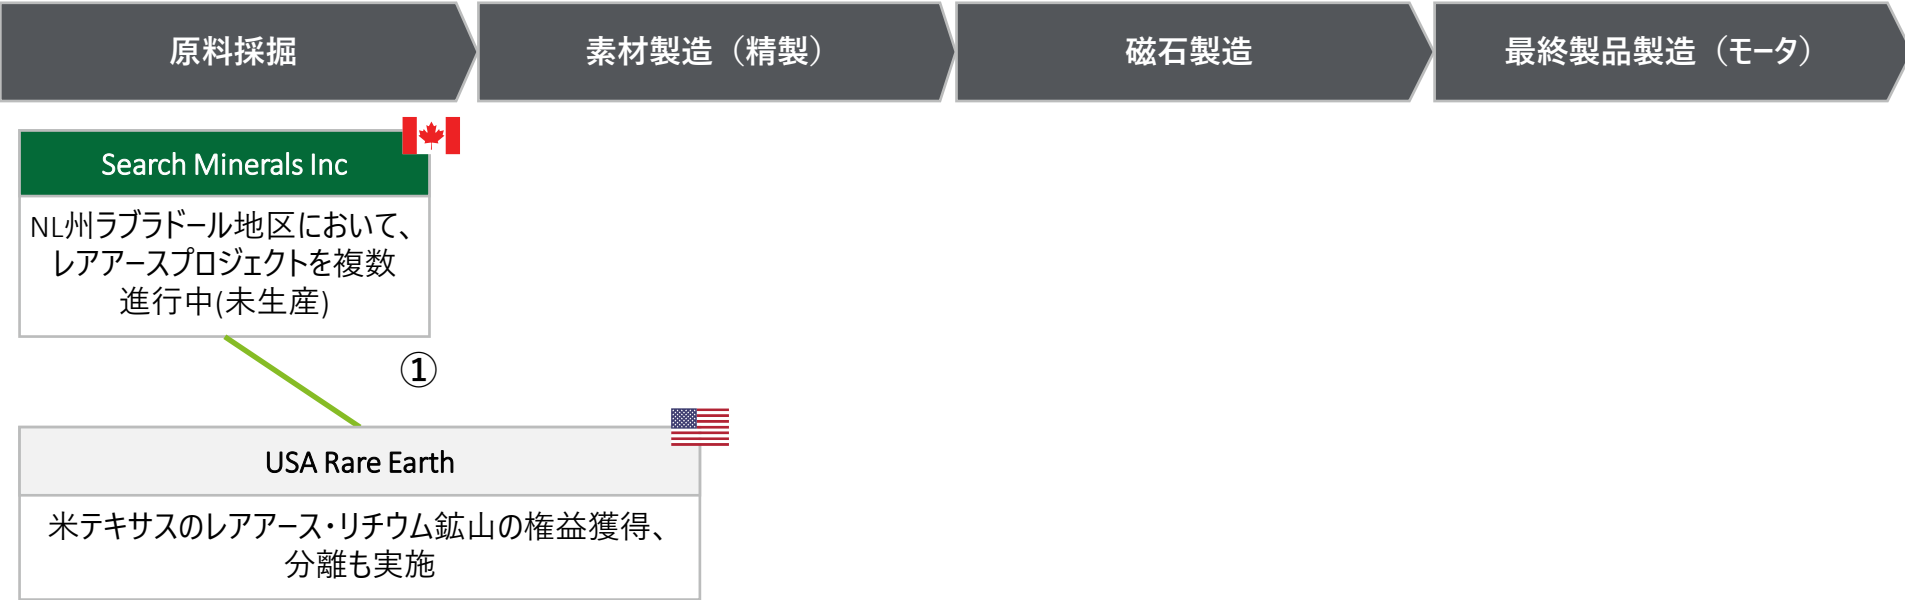 原料採掘
素材製造（精製）
磁石製造
最終製品製造（モータ）
Search Minerals Inc
NL州ラブラドール地区において、
レアアースプロジェクトを複数
進行中(未生産)
①
USA Rare Earth
米テキサスのレアアース・リチウム鉱山の権益獲得、
分離も実施